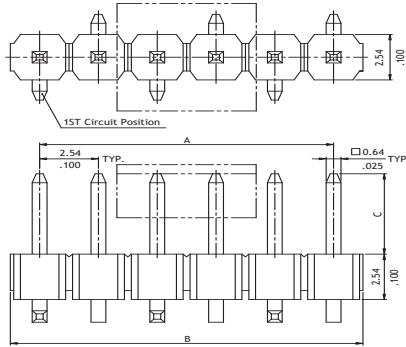 2.54
.100
1ST Circuit Position
A
2.54
.100
TYP.
□0.64
.025
TYP
C
2.54
.100
B